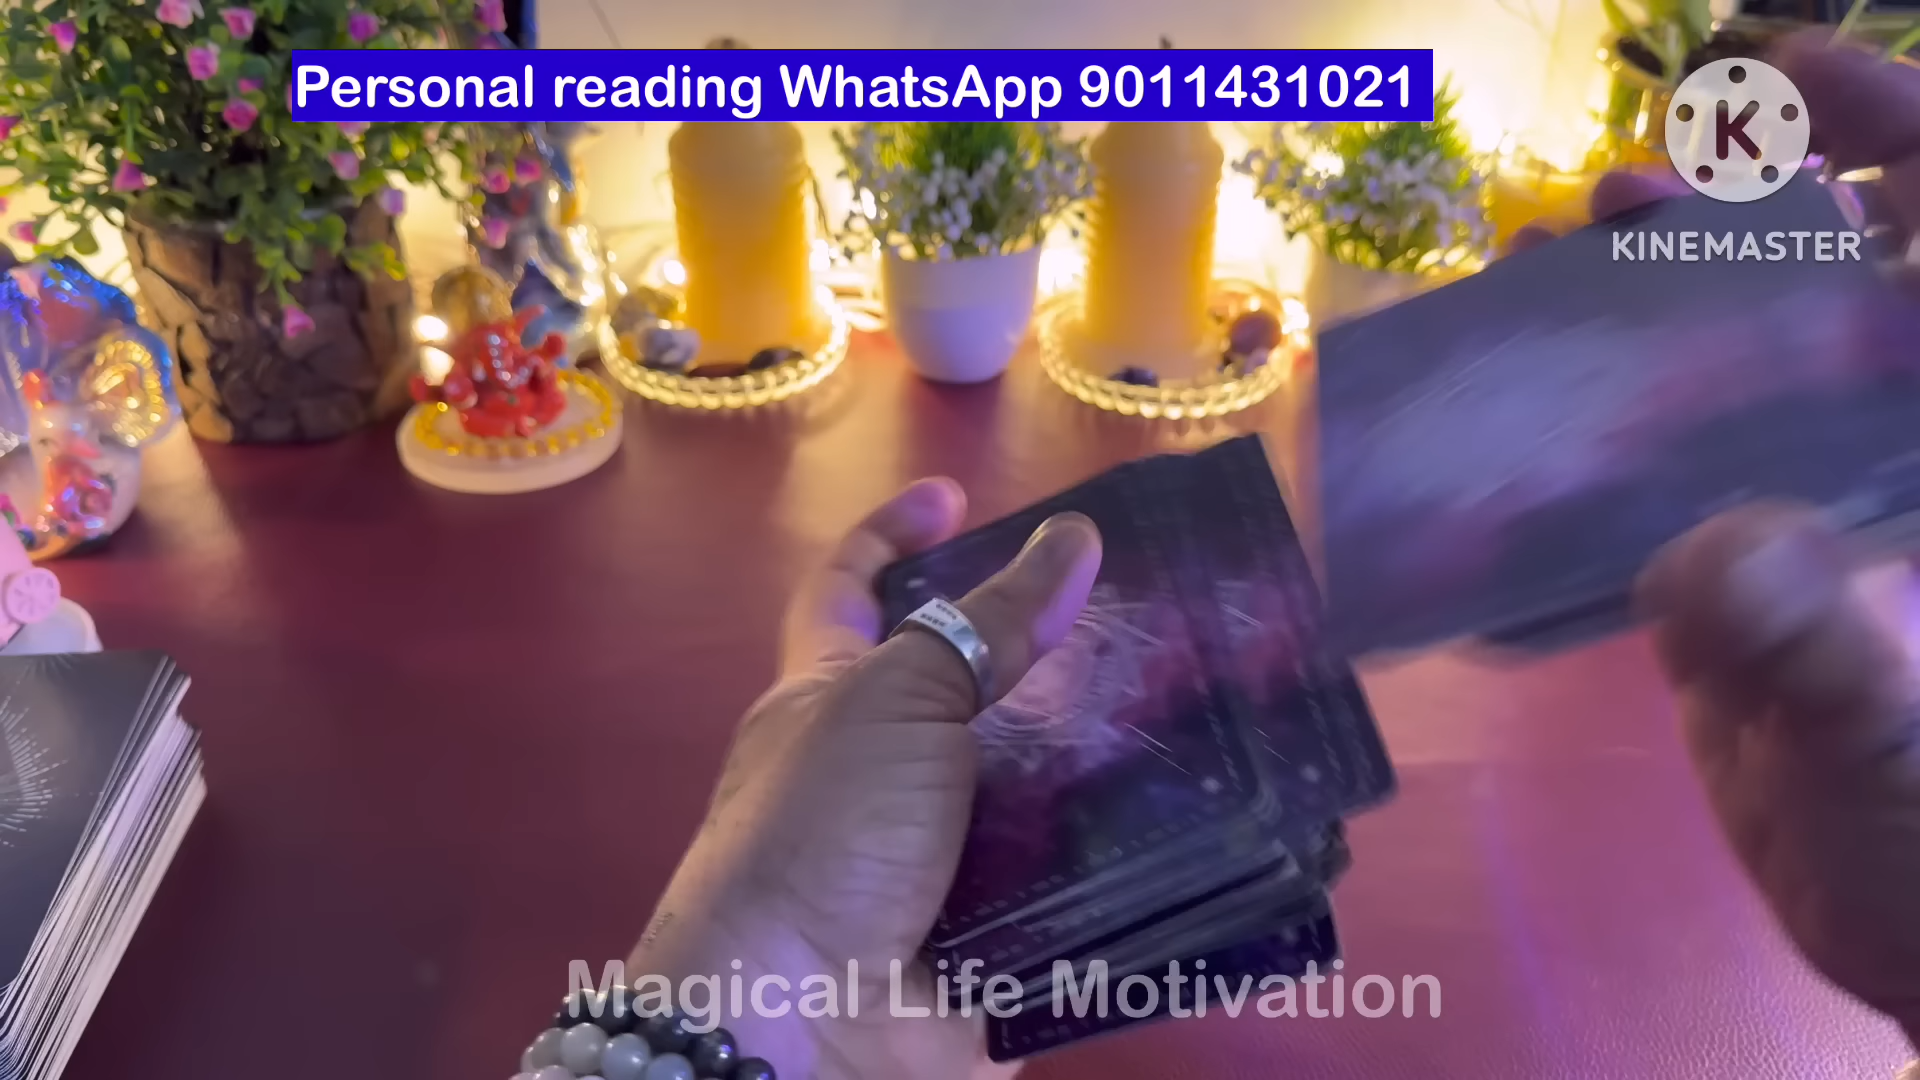 Personal reading WhatsApp 9011431021
K
KINEMASTER
Magical Life Motivation